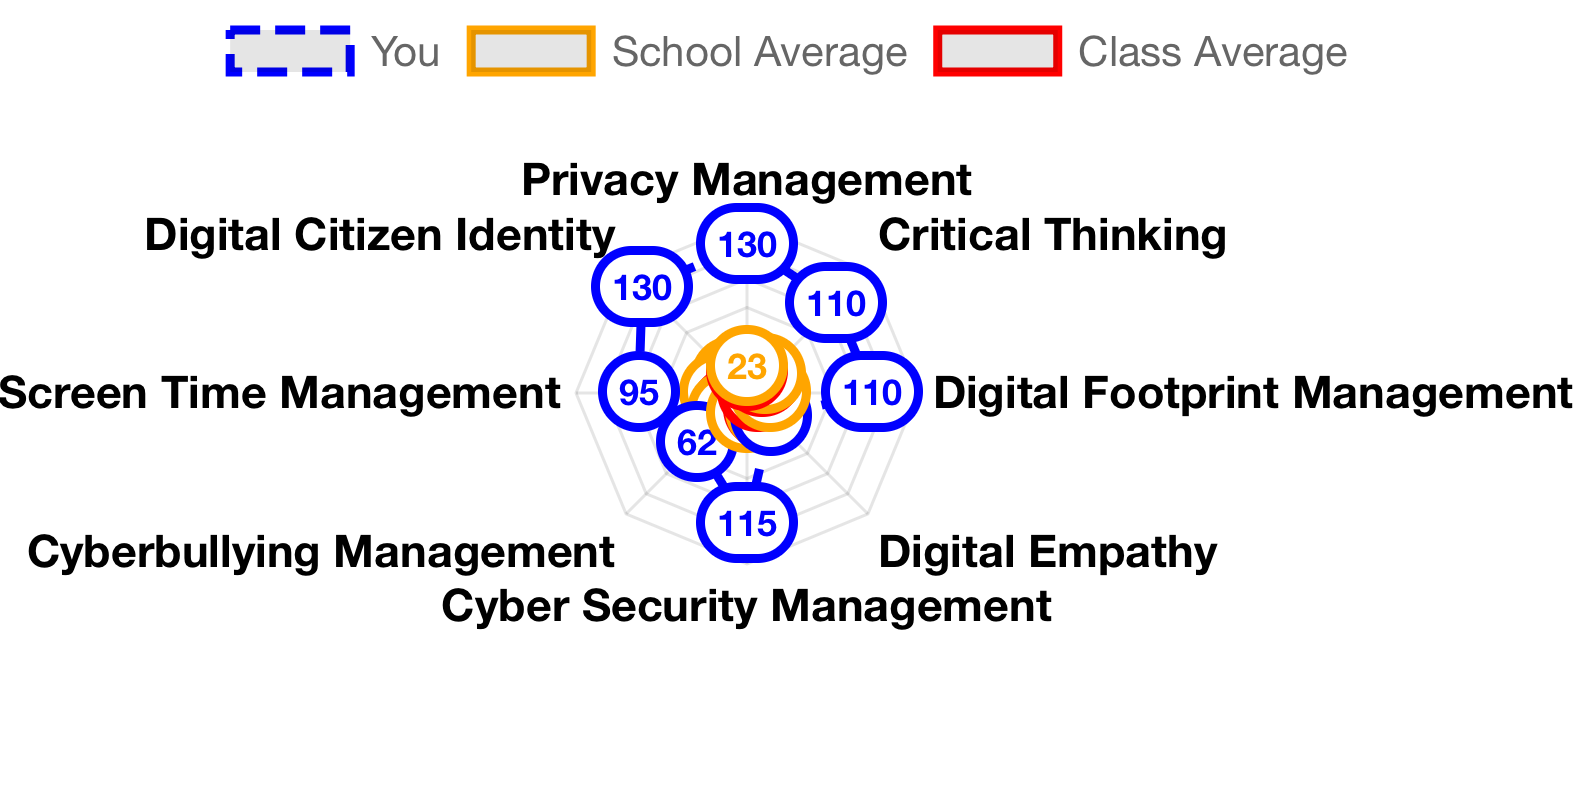 You School Average Class Average
Privacy Management
Digital Citizen Identity Critical Thinking
130
130
110
23
Screen Time Management 95 110 Digital Footprint Management
62
115
Cyberbullying Management Digital Empathy
Cyber Security Management